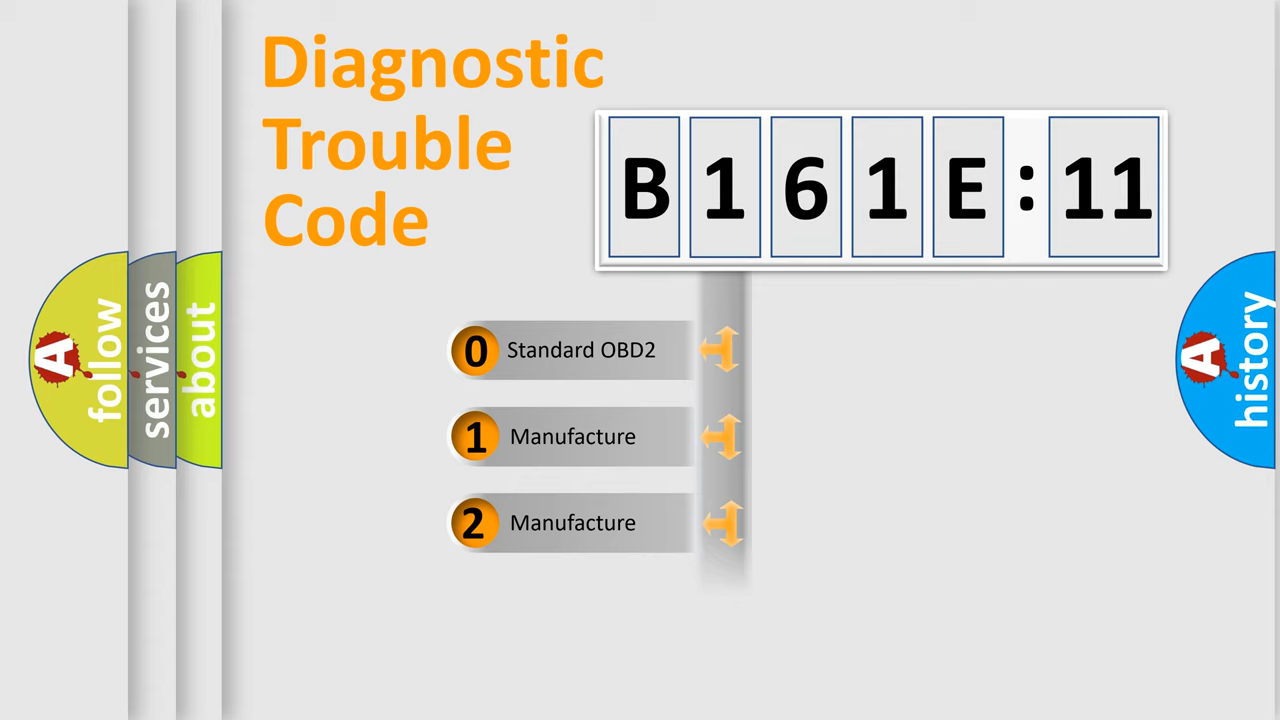 Diagnostic
Trouble
Code
B 1 6 1 E : 11
0 Standard OBD2
1 Manufacture
2 Manufacture
A follow
services
about
A history